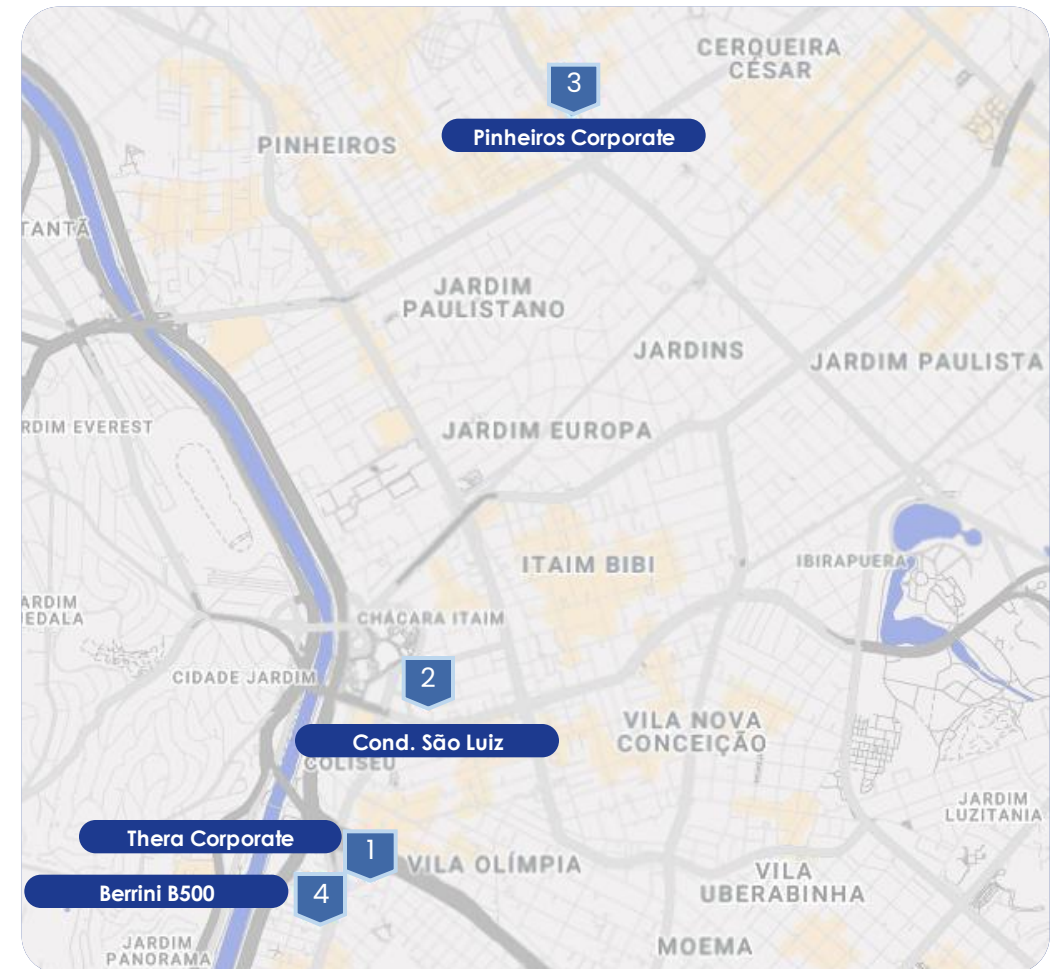 CERQUEIRA
CÉSAR
3
Pinheiros Corporate
PINHEIROS
TANTÃ
JARDIM
PAULISTANO
JARDINS
JARDIM PAULISTA
RDIM EVEREST
JARDIM EUROPA
ITAIM BIBI
IBIRAPUERA
ARDIM
EDALA
CHÁCARA ITAIM
CIDADE JARDIM
2
Cond. São Luiz
COLISEU
VILA NOVA
CONCEIÇÃO
JARDIM
LUZITANIA
Thera Corporate
1
VILA OLÍMPIA
Berrini B500
4
VILA
UBERABINHA
JARDIM
PANORAMA
MOEMA